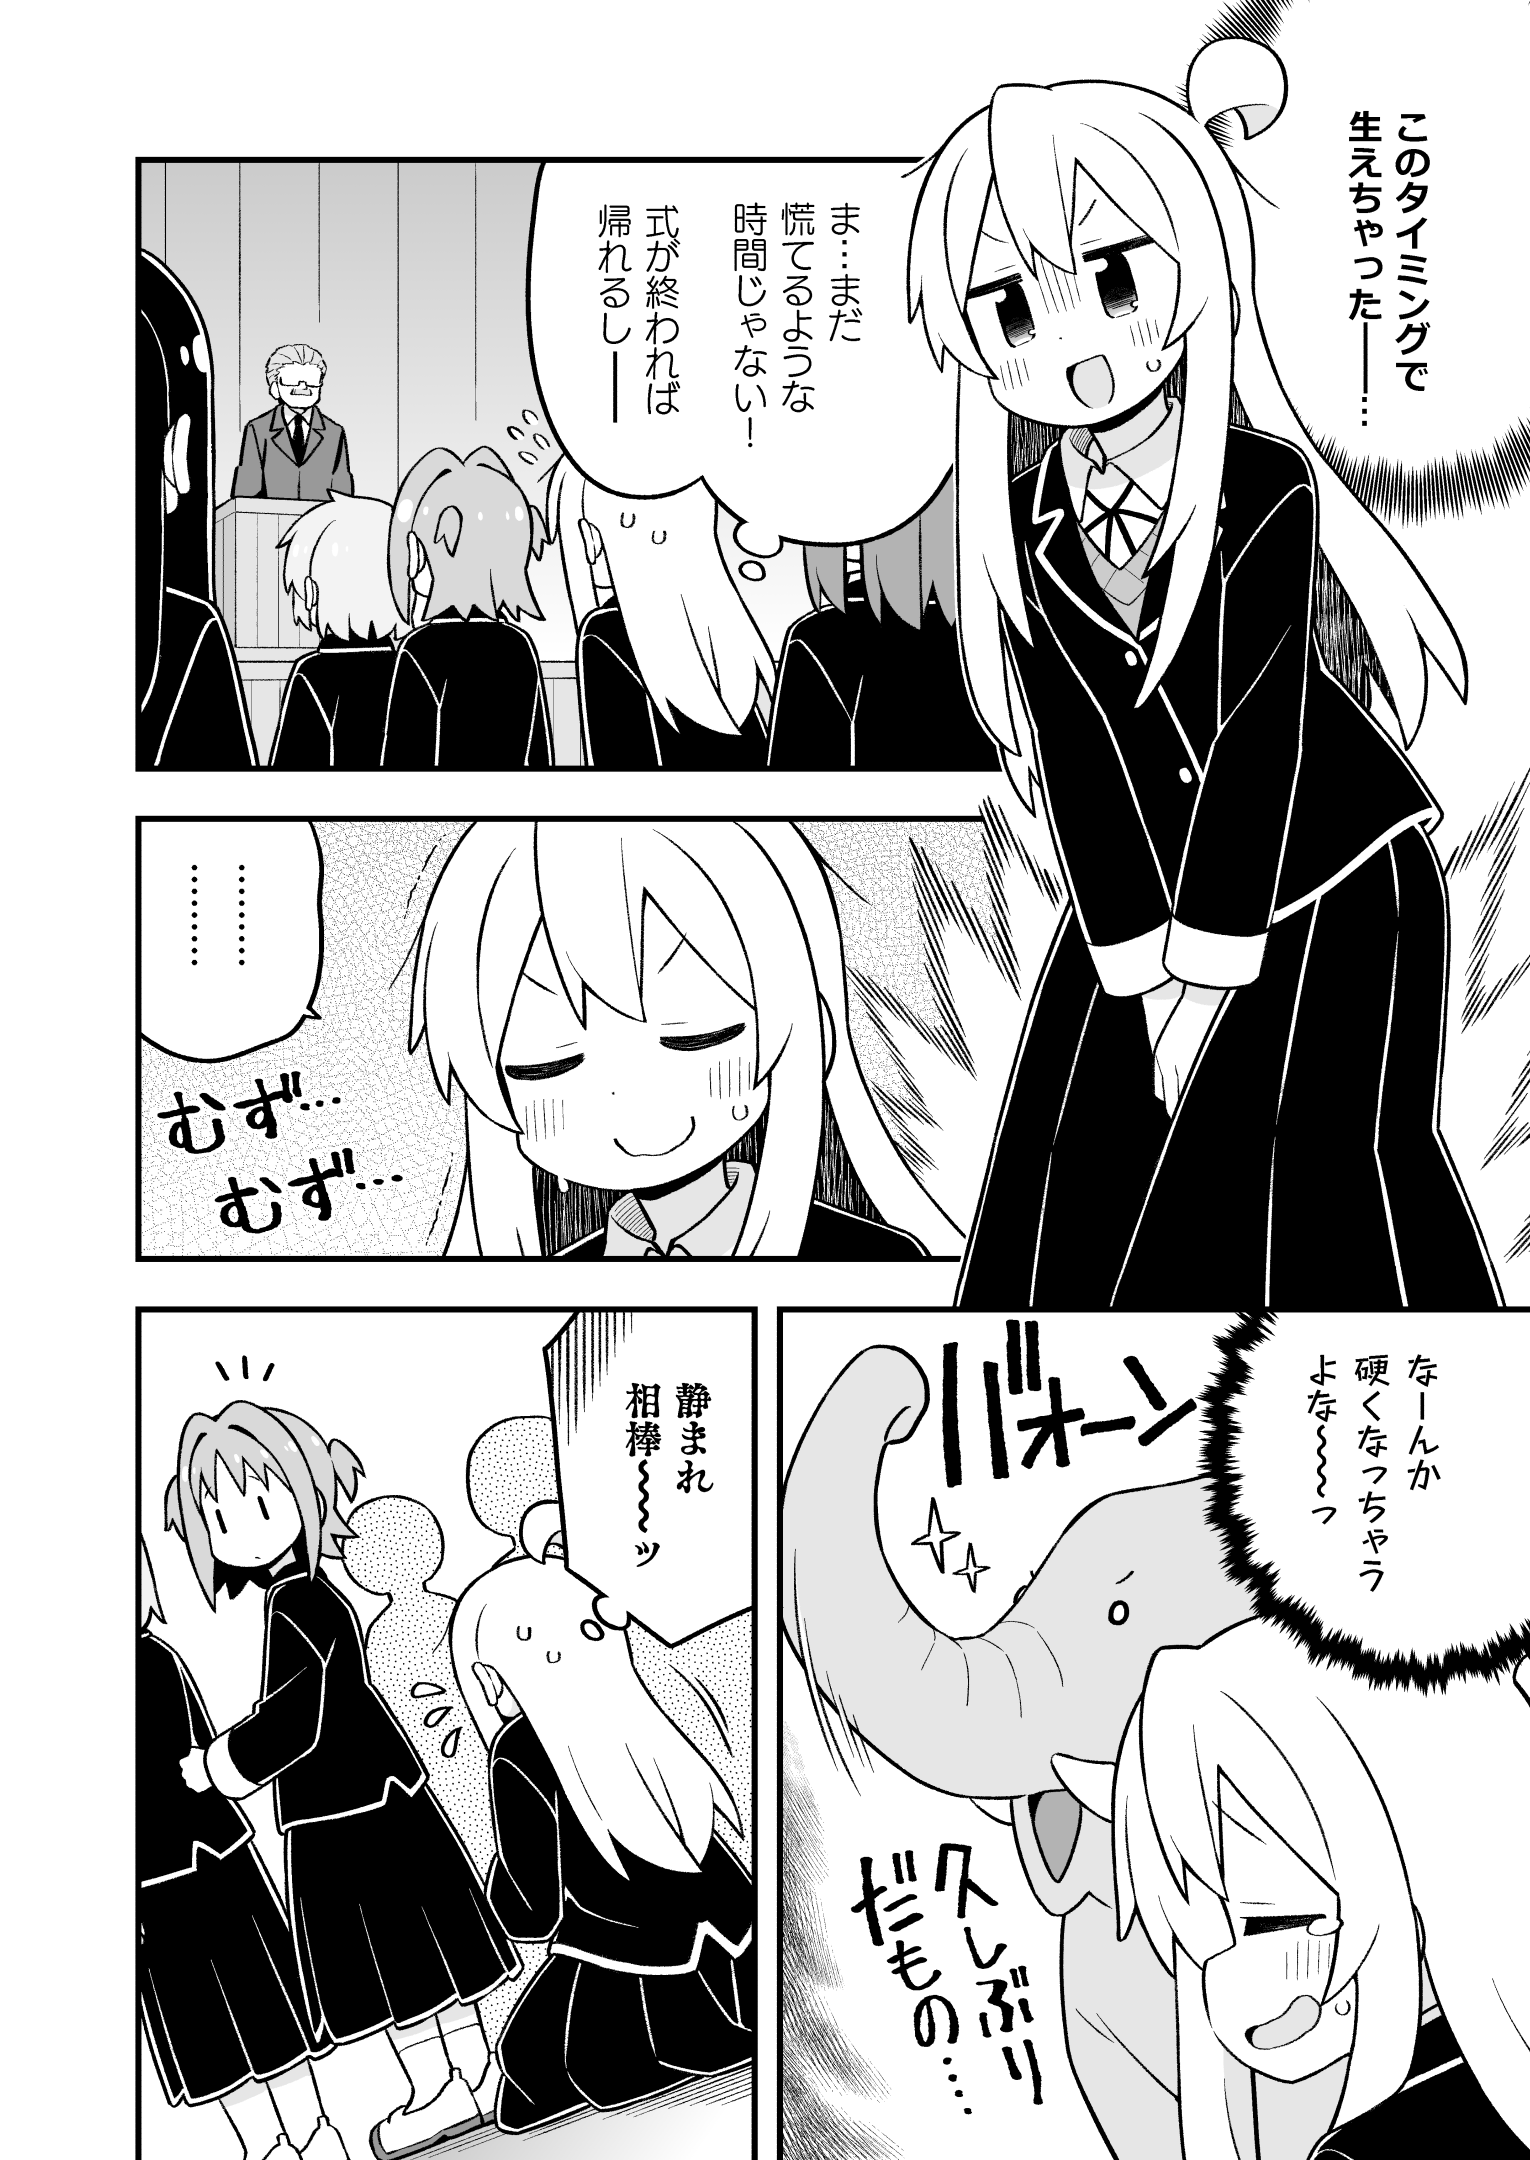 このタイミングで
生えちゃった――…
ま…まだ
慌てるような
時間じゃない！
式が終われば
帰れるし――
………
………
むず…
むず…
なーんか
硬くなっちゃう
よな～～～っ
バオーン
久しぶり
だもの…
静まれ
相棒～～～ッ